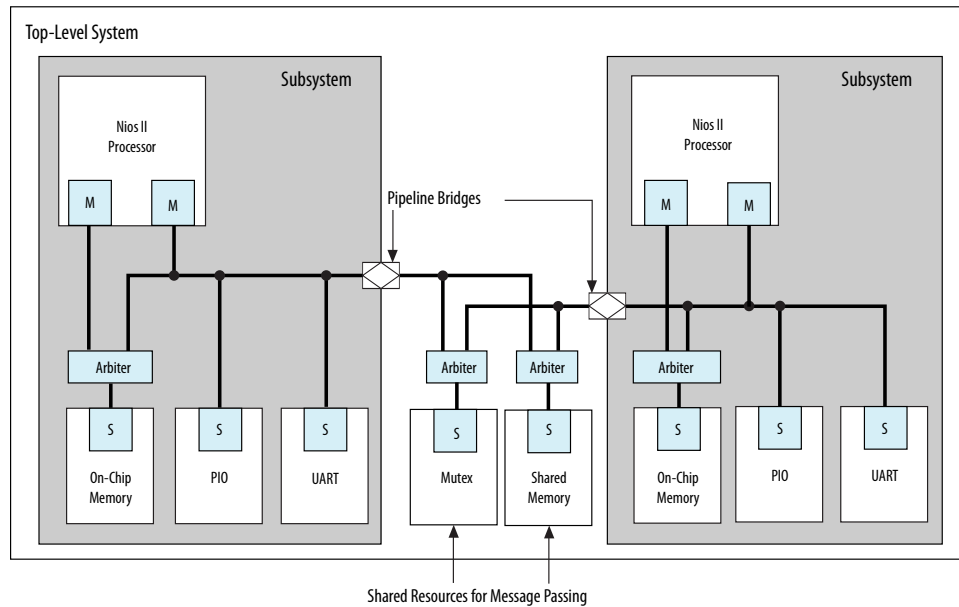 Top-Level System
Subsystem
Subsystem
Nios II
Processor
Nios II
Processor
M
M
Pipeline Bridges
M
M
Arbiter
Arbiter
Arbiter
Arbiter
S
S
S
S
S
S
S
S
On-Chip
Memory
PIO
UART
Mutex
Shared
Memory
On-Chip
Memory
PIO
UART
Shared Resources for Message Passing